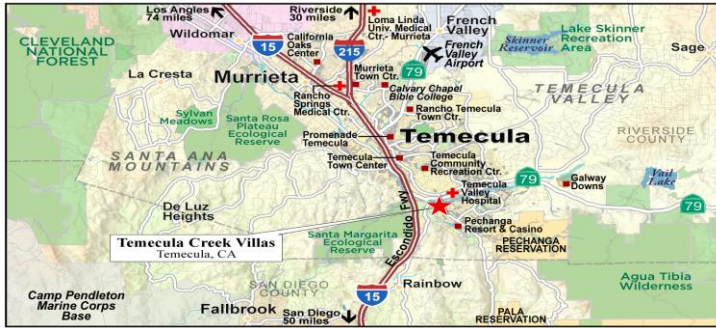 Los Angeles
74 miles
Riverside
30 miles
Loma Linda
Univ. Medical
Ctr.- Murrieta
French
Valley
Lake Skinner
Recreation
Area
Skinner
Reservoir
Sage
CLEVELAND
NATIONAL
FOREST
Wildomar
15
California
Oaks
Center
215
French
Valley
Airport
79
La Cresta
Murrieta
Murrieta
Town Ctr.
Calvary Chapel
Bible College
Rancho
Springs
Medical Ctr.
Rancho Temecula
Town Ctr.
TEMECULA
VALLEY
Sylvan
Meadows
Santa Rosa
Plateau
Ecological
Reserve
Promenade
Temecula
Temecula
RIVERSIDE
COUNTY
SANTA ANA
MOUNTAINS
Temecula
Town Center
Temecula
Community
Recreation Ctr.
Temecula
Valley
Hospital
79
Galway
Downs
Vail
Lake
79
De Luz
Heights
Escondido Fwy
Pechanga
Resort & Casino
PECHANGA
RESERVATION
Temecula Creek Villas
Temecula, CA
Santa Margarita
Ecological
Reserve
Agua Tibia
Wilderness
SAN DIEGO
COUNTY
Rainbow
15
Camp Pendleton
Marine Corps
Base
Fallbrook
San Diego
50 miles
PALA
RESERVATION